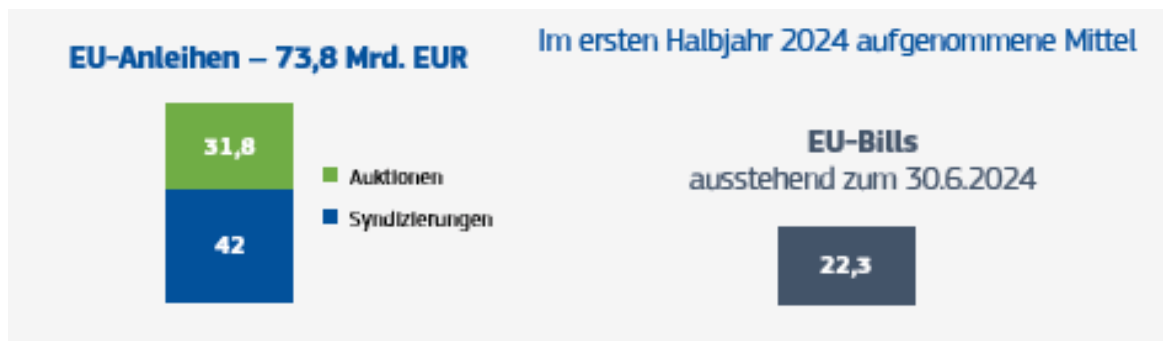 Im ersten Halbjahr 2024 aufgenommene Mittel
EU-Anleihen – 73,8 Mrd. EUR
31,8
42
Auktionen
Syndizierungen
EU-Bills
ausstehend zum 30.6.2024
22,3